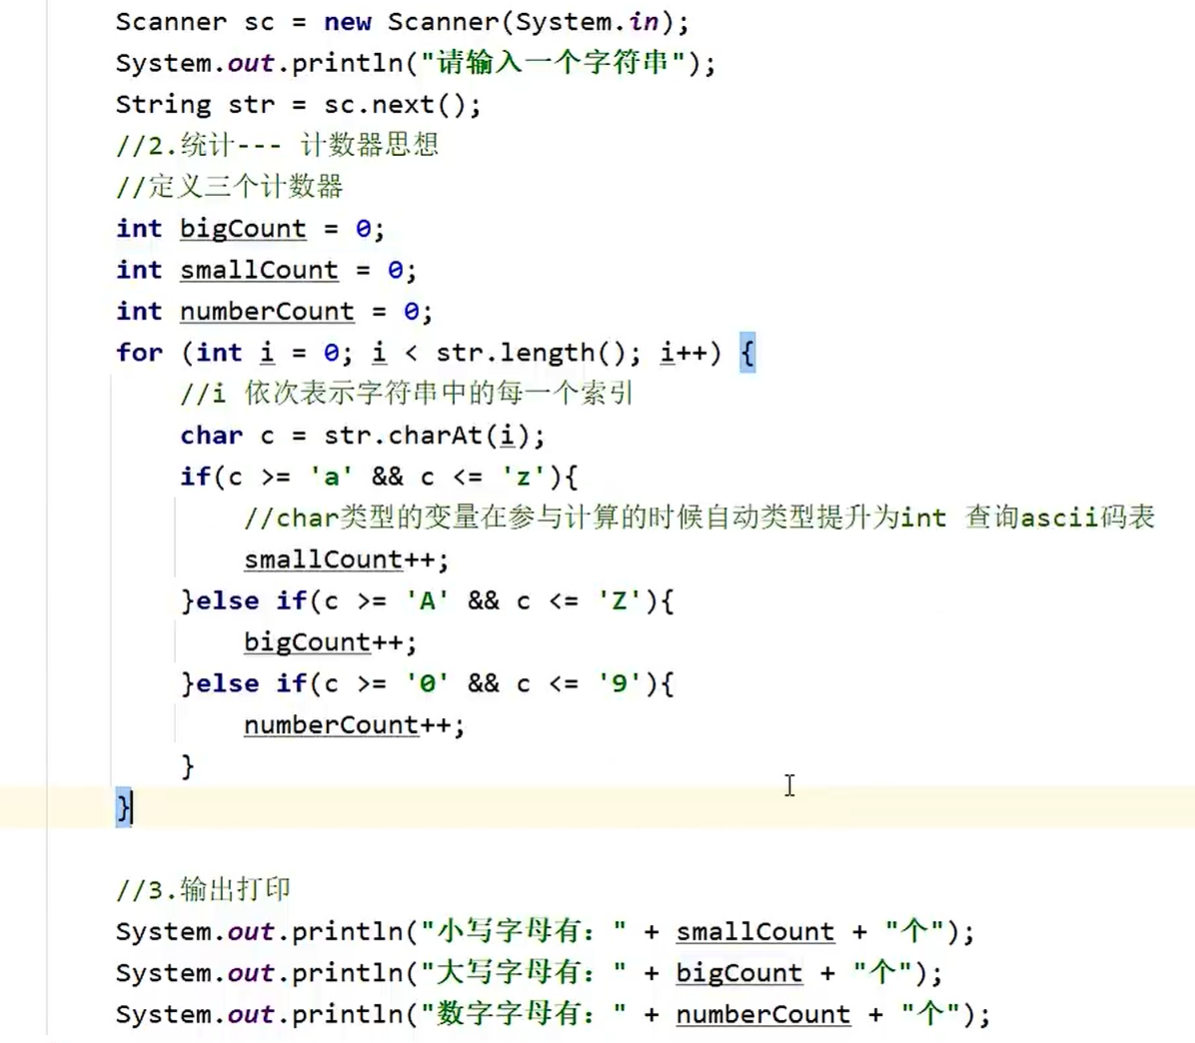 Scanner sc = new Scanner(System.in);
System.out.println("请输入一个字符串");
String str = sc.next();
//2.统计--- 计数器思想
//定义三个计数器
int bigCount = 0;
int smallCount = 0;
int numberCount = 0;
for (int i = 0; i < str.length(); i++) {
//i 依次表示字符串中的每一个索引
char c = str.charAt(i);
if(c >= 'a' && c <= 'z'){
//char类型的变量在参与计算的时候自动类型提升为int 查询ascii码表
smallCount++;
}else if(c >= 'A' && c <= 'Z'){
bigCount++;
}else if(c >= '0' && c <= '9'){
numberCount++;
}
}
//3.输出打印
System.out.println("小写字母有：" + smallCount + "个");
System.out.println("大写字母有：" + bigCount + "个");
System.out.println("数字字母有：" + numberCount + "个");